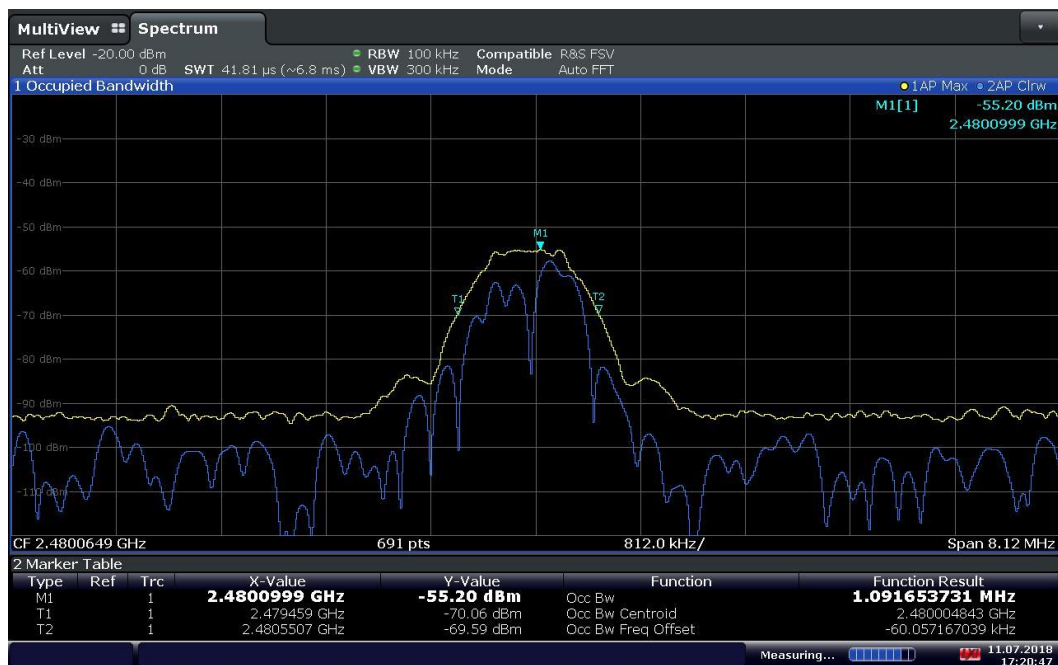 MultiView Spectrum
Ref Level -20.00 dBm RBW 100 kHz Compatible R&S FSV
Att 0 dB SWT 41.81 µs (~6.8 ms) VBW 300 kHz Mode Auto FFT
1 Occupied Bandwidth 1AP Max 2AP Clrw
M1[1] -55.20 dBm
2.4800999 GHz
-30 dBm
-40 dBm
-50 dBm
M1
-60 dBm
T1 T2
-70 dBm
-80 dBm
-90 dBm
-100 dBm
-110 dBm
CF 2.4800649 GHz 691 pts 812.0 kHz/ Span 8.12 MHz
2 Marker Table
Type Ref Trc X-Value Y-Value Function Function Result
M1 1 2.4800999 GHz -55.20 dBm Occ Bw 1.091653731 MHz
T1 1 2.479459 GHz -70.06 dBm Occ Bw Centroid 2.480004843 GHz
T2 1 2.4805507 GHz -69.59 dBm Occ Bw Freq Offset -60.057167039 kHz
Measuring... 11.07.2018
17:20:47